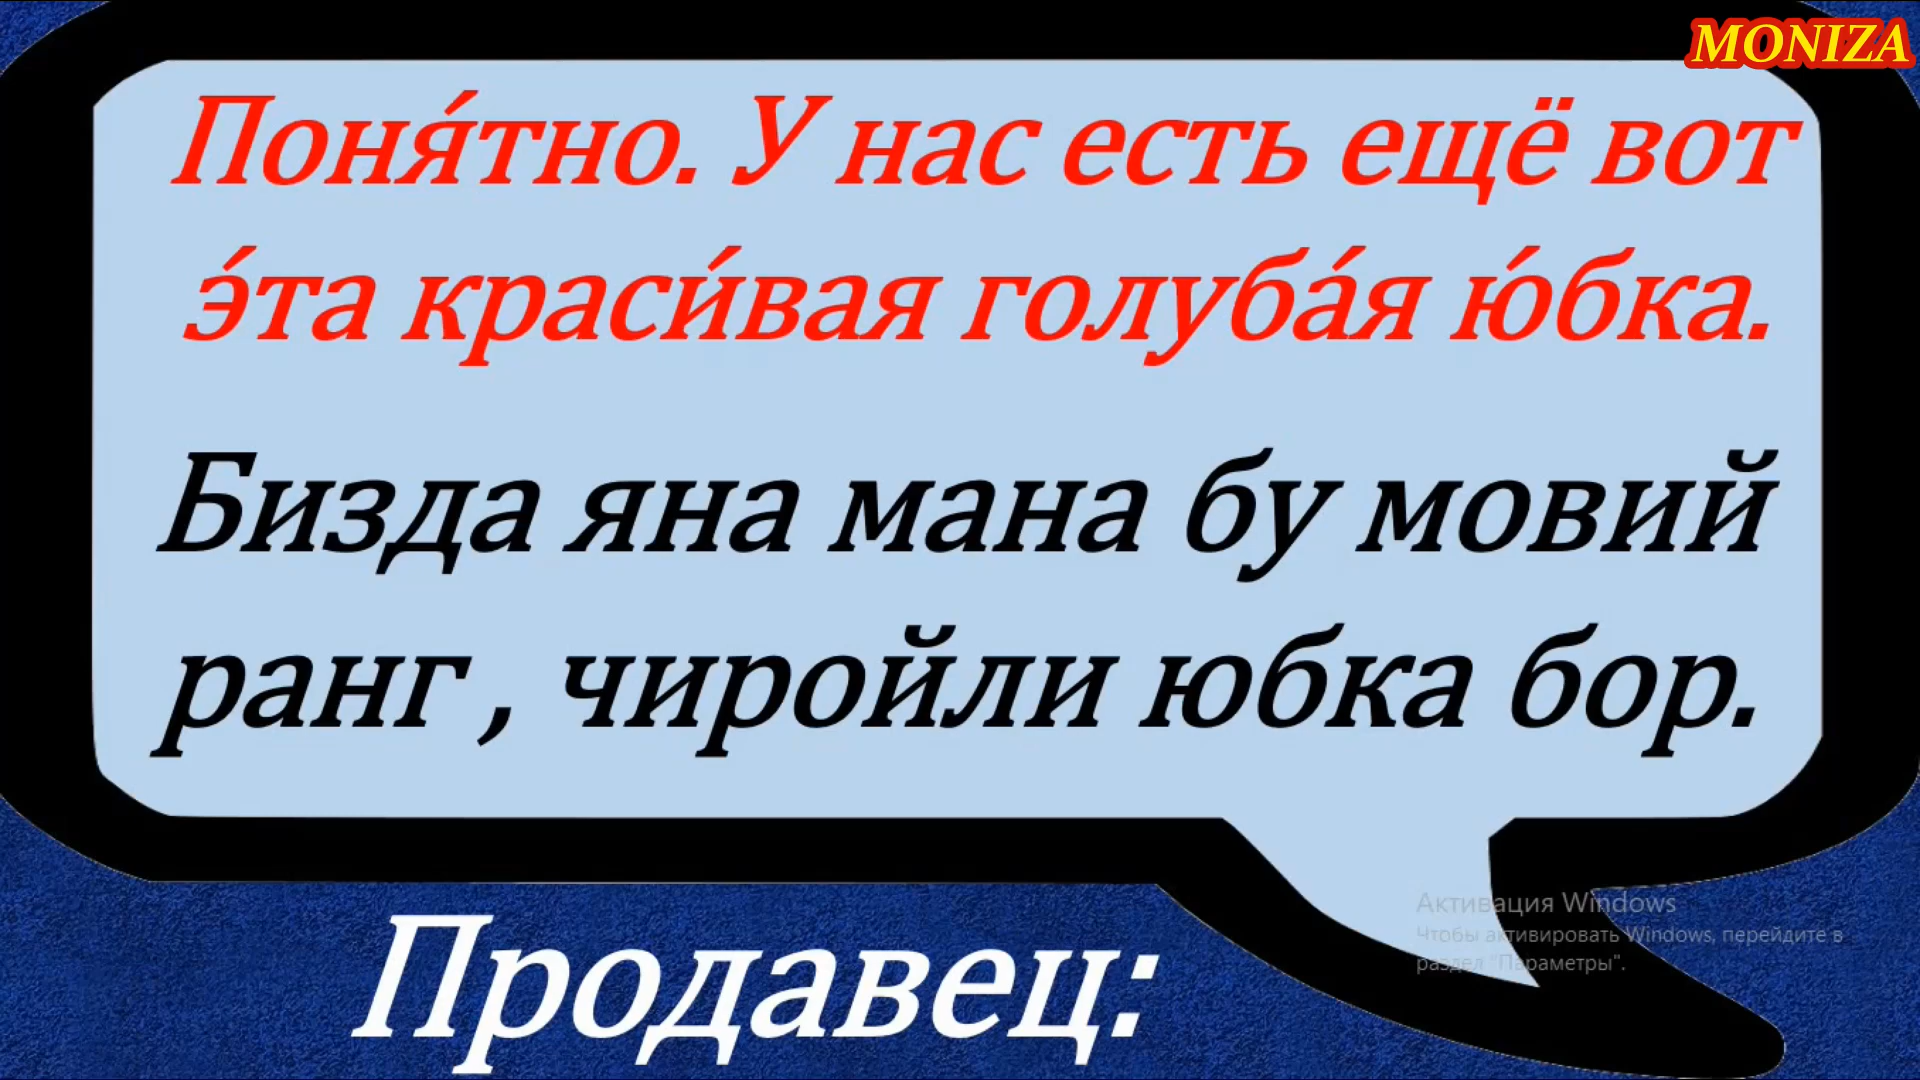 MONIZA
Поня́тно. У нас есть ещё вот
э́та краси́вая голуба́я ю́бка.
Бизда яна мана бу мовий
ранг , чиройли юбка бор.
Активация Windows
Чтобы активировать Windows, перейдите в
раздел "Параметры".
Продавец: